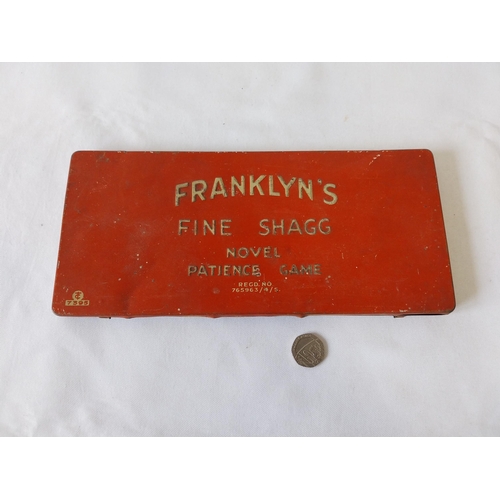 FRANKLYN'S
FINE SHAGG
NOVEL
PATIENCE GAME
REGD. NO
765963/4/5.